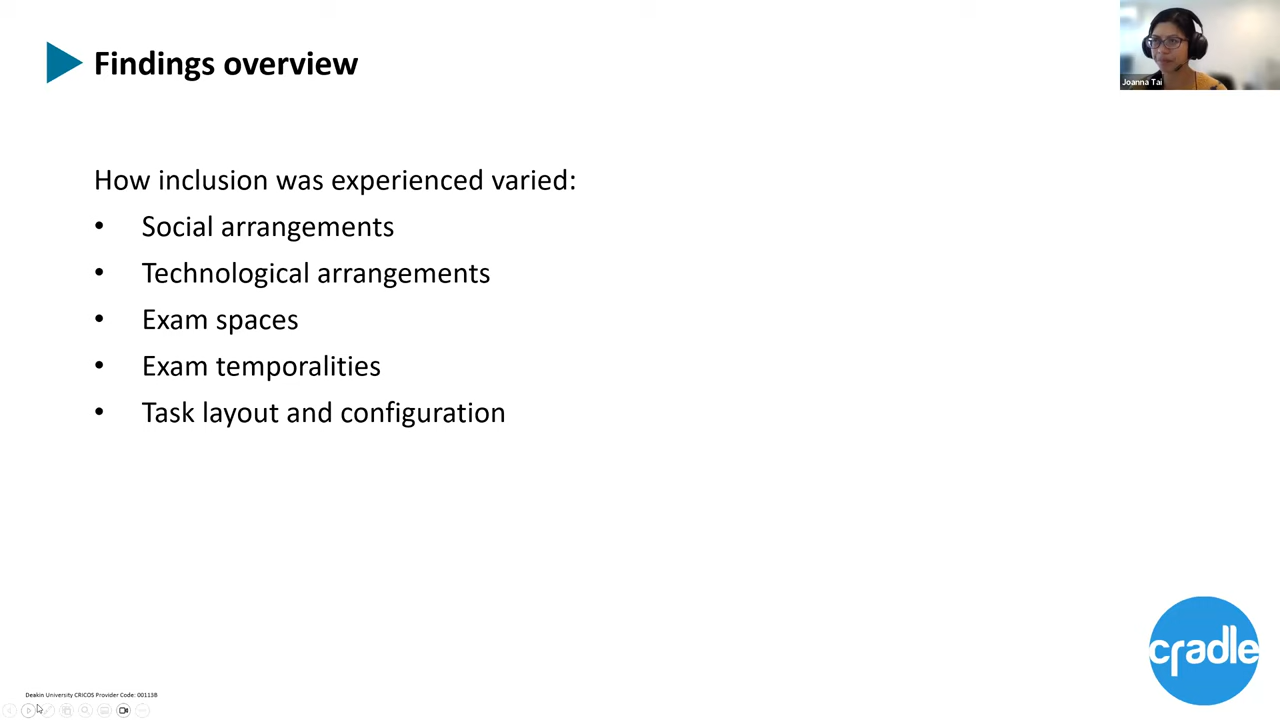 Findings overview
Joanna Tai
How inclusion was experienced varied:
• Social arrangements
• Technological arrangements
• Exam spaces
• Exam temporalities
• Task layout and configuration
cradle
Deakin University CRICOS Provider Code: 00113B